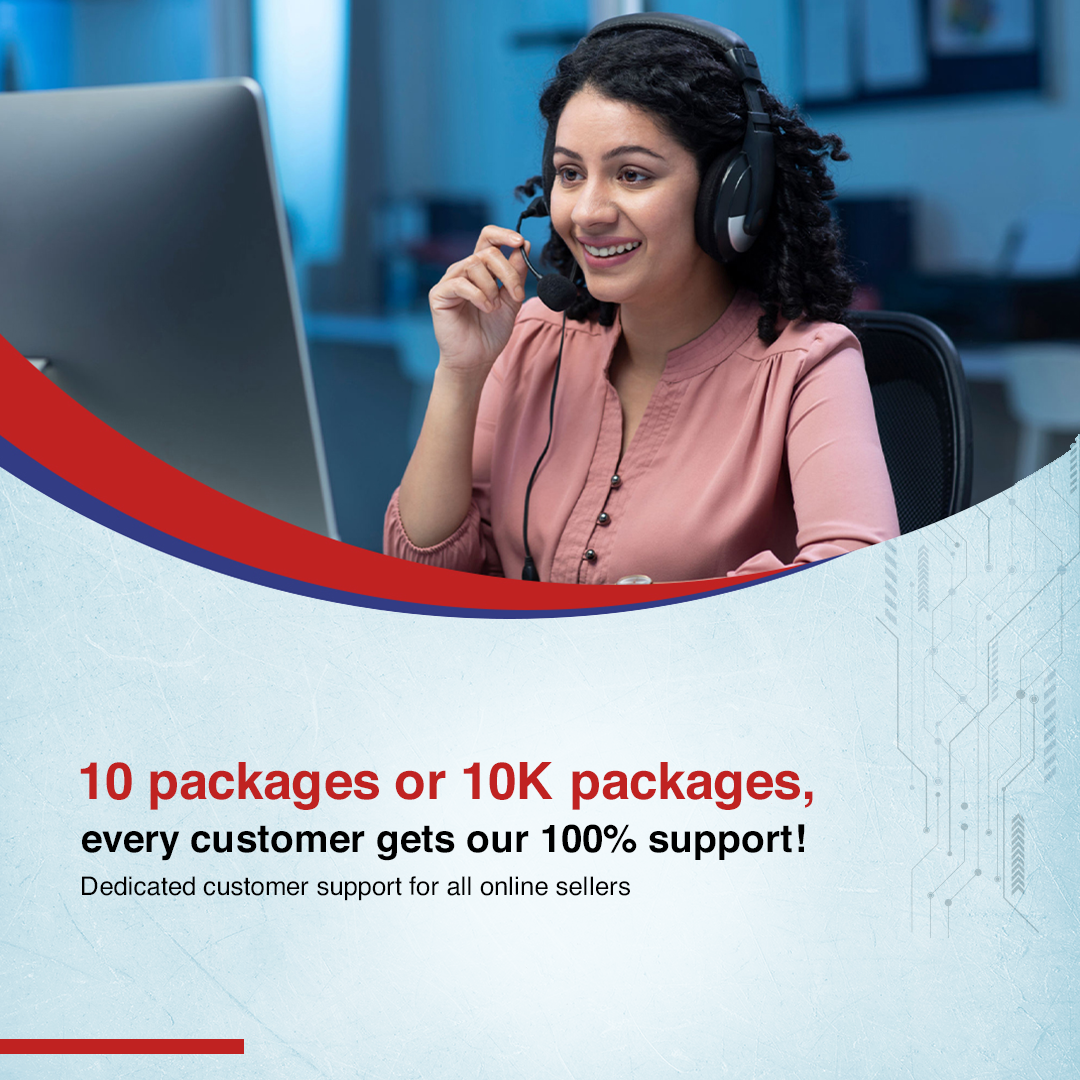 10 packages or 10K packages,
every customer gets our 100% support!
Dedicated customer support for all online sellers